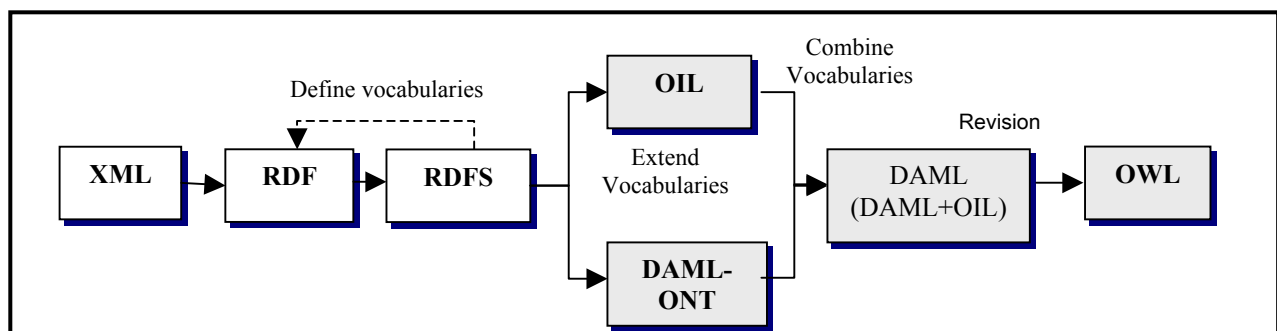 Combine
Vocabularies
OIL
Define vocabularies
Revision
Extend
Vocabularies
XML
RDF
RDFS
DAML
(DAML+OIL)
OWL
DAML-
ONT